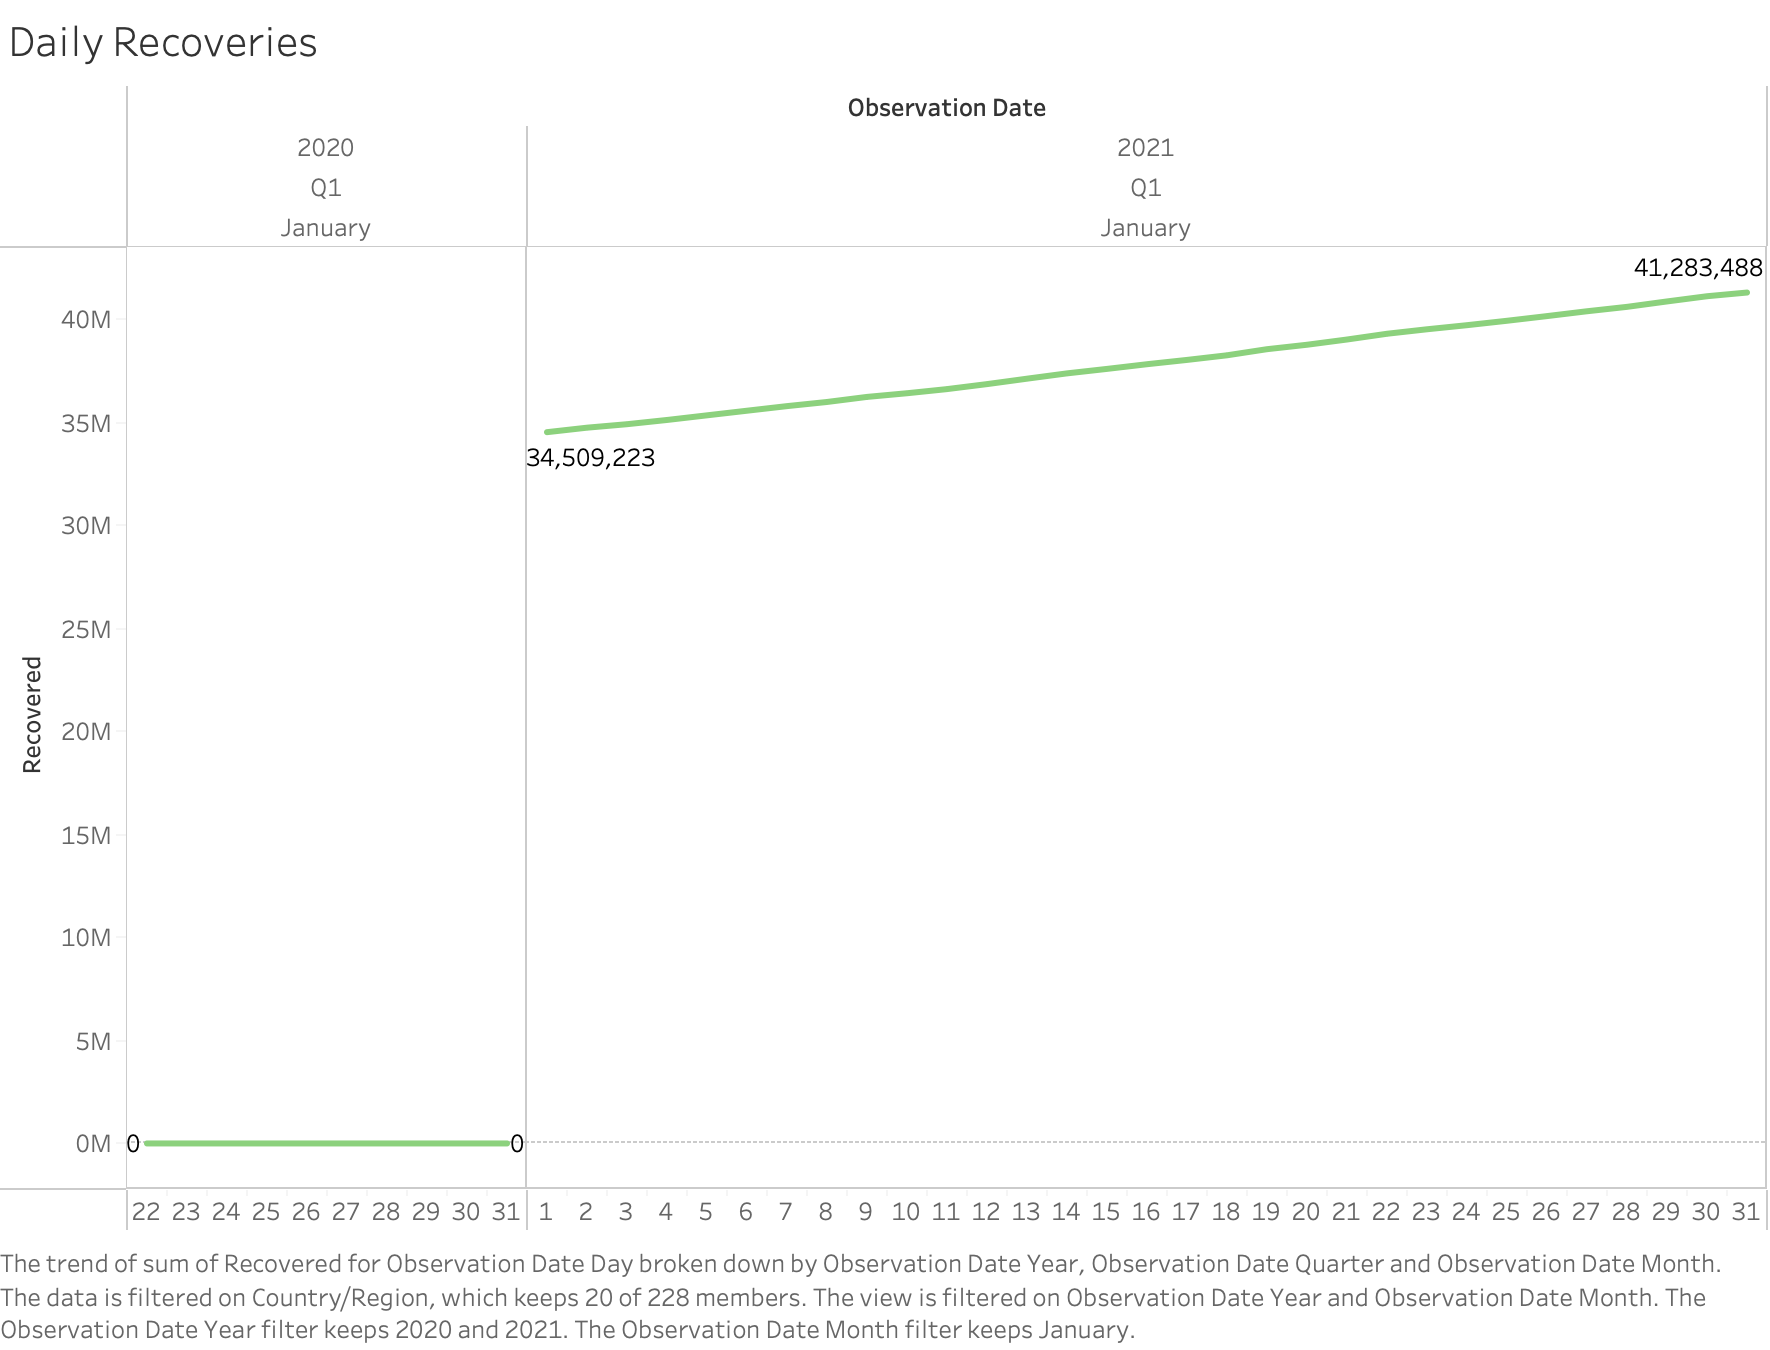 Daily Recoveries
Observation Date
2020
2021
Q1
Q1
January
January
41,283,488
40M
35M
34,509,223
30M
25M
Recovered
20M
15M
10M
5M
0M
0
0
22 23 24 25 26 27 28 29 30 31 1 2 3 4 5 6 7 8 9 10 11 12 13 14 15 16 17 18 19 20 21 22 23 24 25 26 27 28 29 30 31
The trend of sum of Recovered for Observation Date Day broken down by Observation Date Year, Observation Date Quarter and Observation Date Month.
The data is filtered on Country/Region, which keeps 20 of 228 members. The view is filtered on Observation Date Year and Observation Date Month. The
Observation Date Year filter keeps 2020 and 2021. The Observation Date Month filter keeps January.